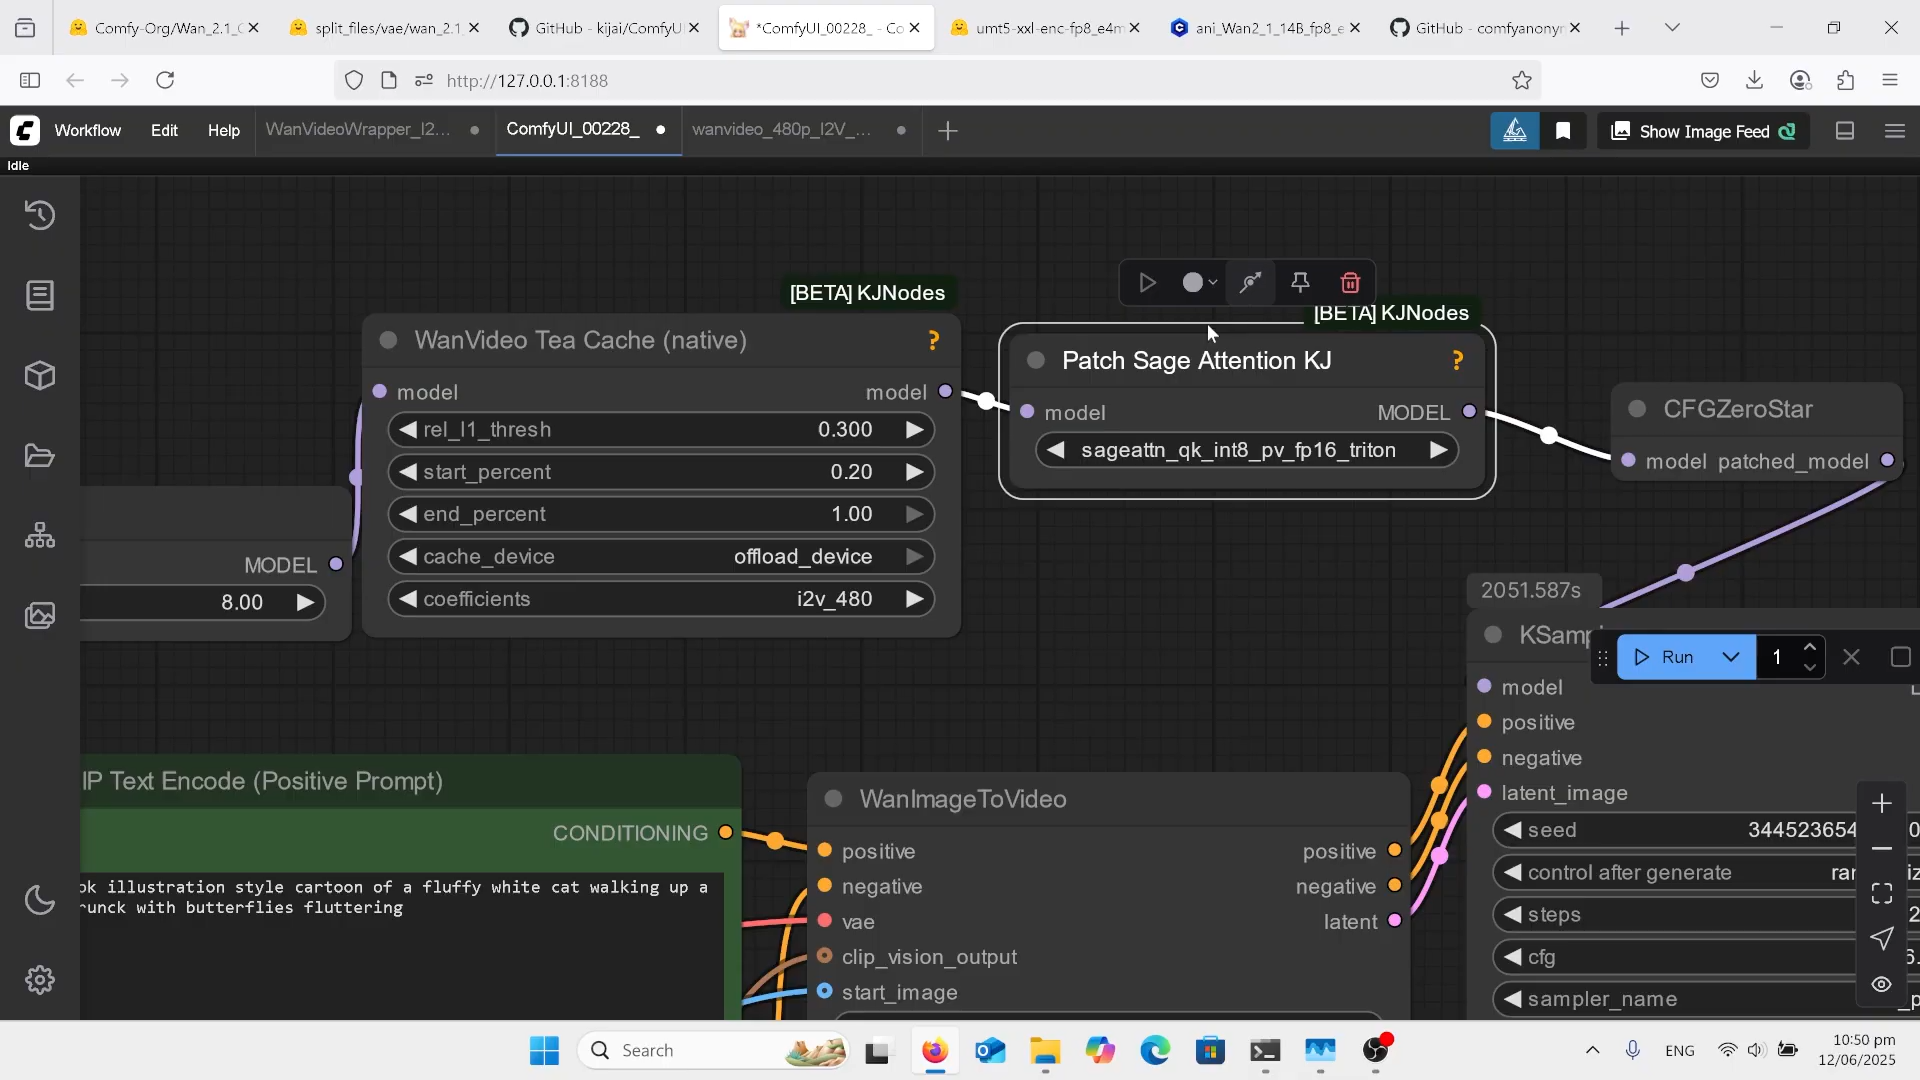 Comfy-Org/Wan_2.1_C
split_files/vae/wan_2.1_
GitHub - kijai/ComfyUI
*ComfyUI_00228_ - Co
umt5-xxl-enc-fp8_e4m
ani_Wan2_1_14B_fp8_e
GitHub - comfyanonyn
http://127.0.0.1:8188
Workflow
Edit
Help
WanVideoWrapper_I2...
ComfyUI_00228_
wanvideo_480p_I2V_...
Show Image Feed
Idle
[BETA] KJNodes
WanVideo Tea Cache (native)
?
model
model
rel_l1_thresh
0.300
start_percent
0.20
end_percent
1.00
cache_device
offload_device
coefficients
i2v_480
MODEL
8.00
[BETA] KJNodes
Patch Sage Attention KJ
?
model
MODEL
sageattn_qk_int8_pv_fp16_triton
CFGZeroStar
model patched_model
2051.587s
KSamp
Run
1
model
positive
negative
latent_image
seed
344523654
control after generate
steps
cfg
sampler_name
IP Text Encode (Positive Prompt)
CONDITIONING
ok illustration style cartoon of a fluffy white cat walking up a
runck with butterflies fluttering
WanImageToVideo
positive
positive
negative
negative
vae
latent
clip_vision_output
start_image
Search
ENG
10:50 pm
12/06/2025